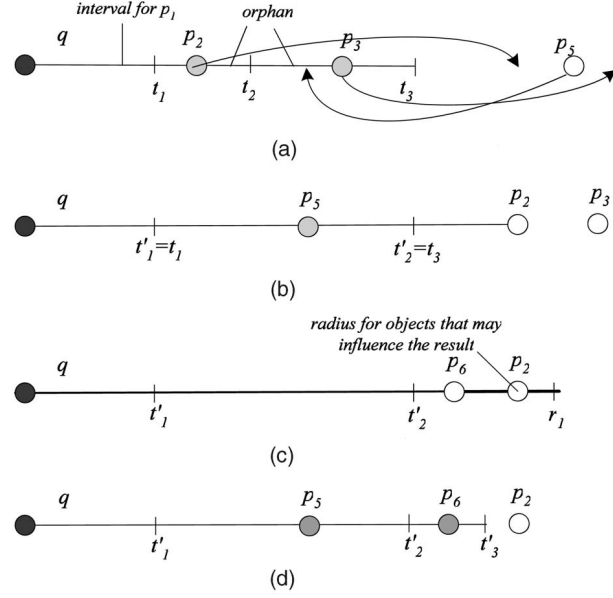 interval for p₁ orphan
q p₂ p₃ p₅
t₁ t₂ t₃
(a)
q p₅ p₂ p₃
t'₁=t₁ t'₂=t₃
(b)
radius for objects that may
influence the result
q p₆ p₂
t'₁ t'₂ r₁
(c)
q p₅ p₆ p₂
t'₁ t'₂ t'₃
(d)